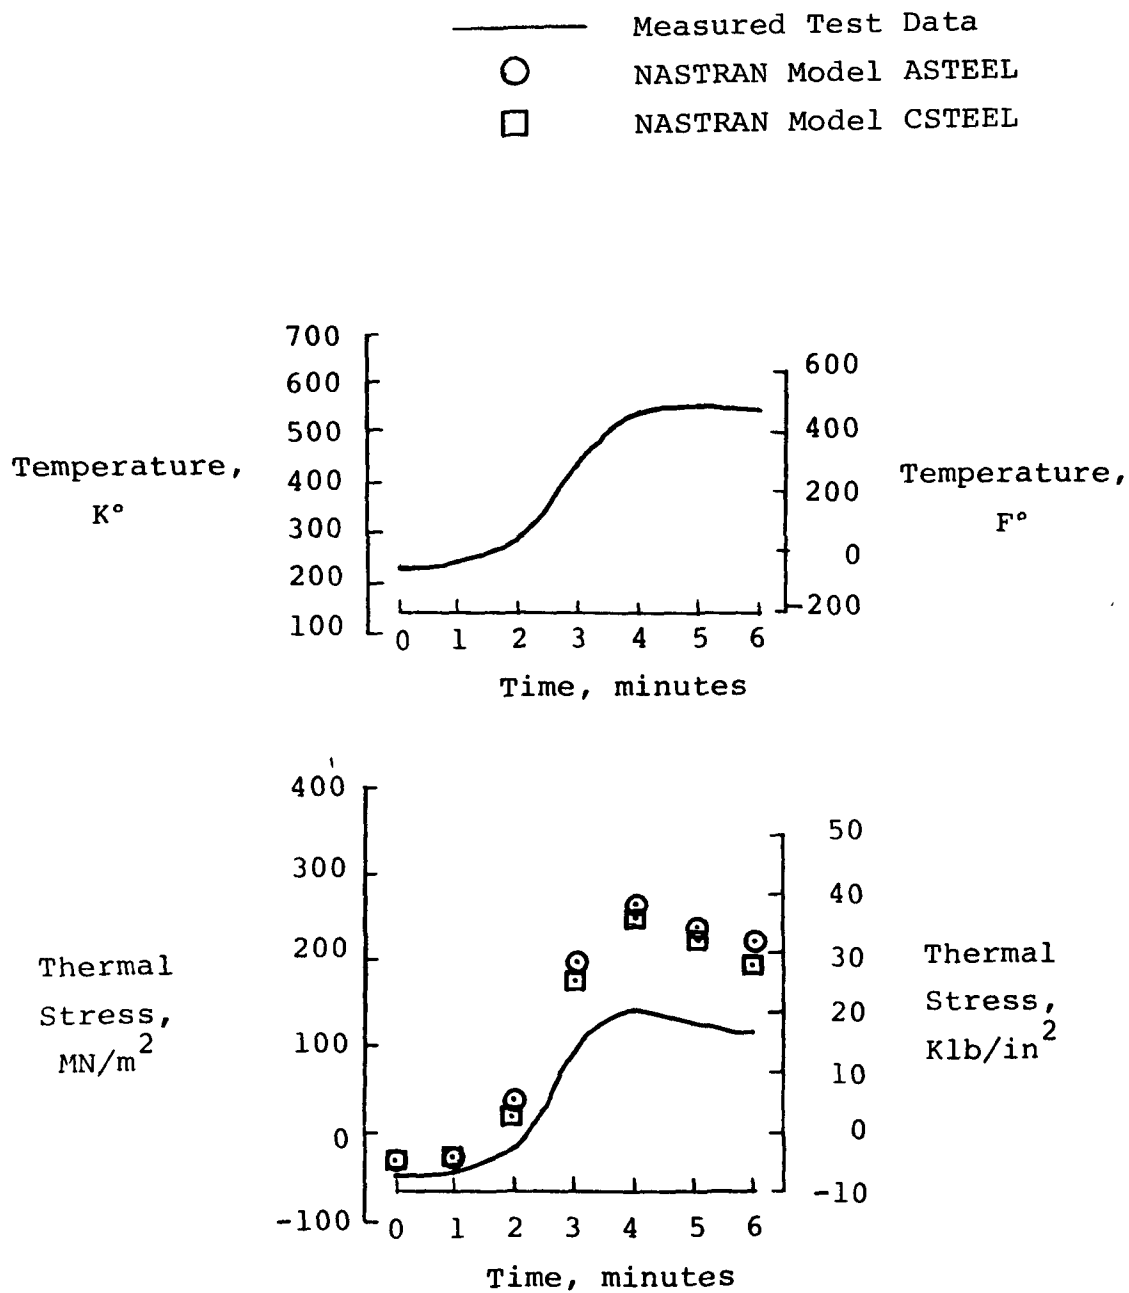 Measured Test Data
NASTRAN Model ASTEEL
NASTRAN Model CSTEEL
700
600
500
400
300
200
100
Temperature,
K°
600
400
200
0
-200
Temperature,
F°
0 1 2 3 4 5 6
Time, minutes
400
300
200
100
0
-100
Thermal
Stress,
MN/m2
50
40
30
20
10
0
-10
Thermal
Stress,
Klb/in2
0 1 2 3 4 5 6
Time, minutes